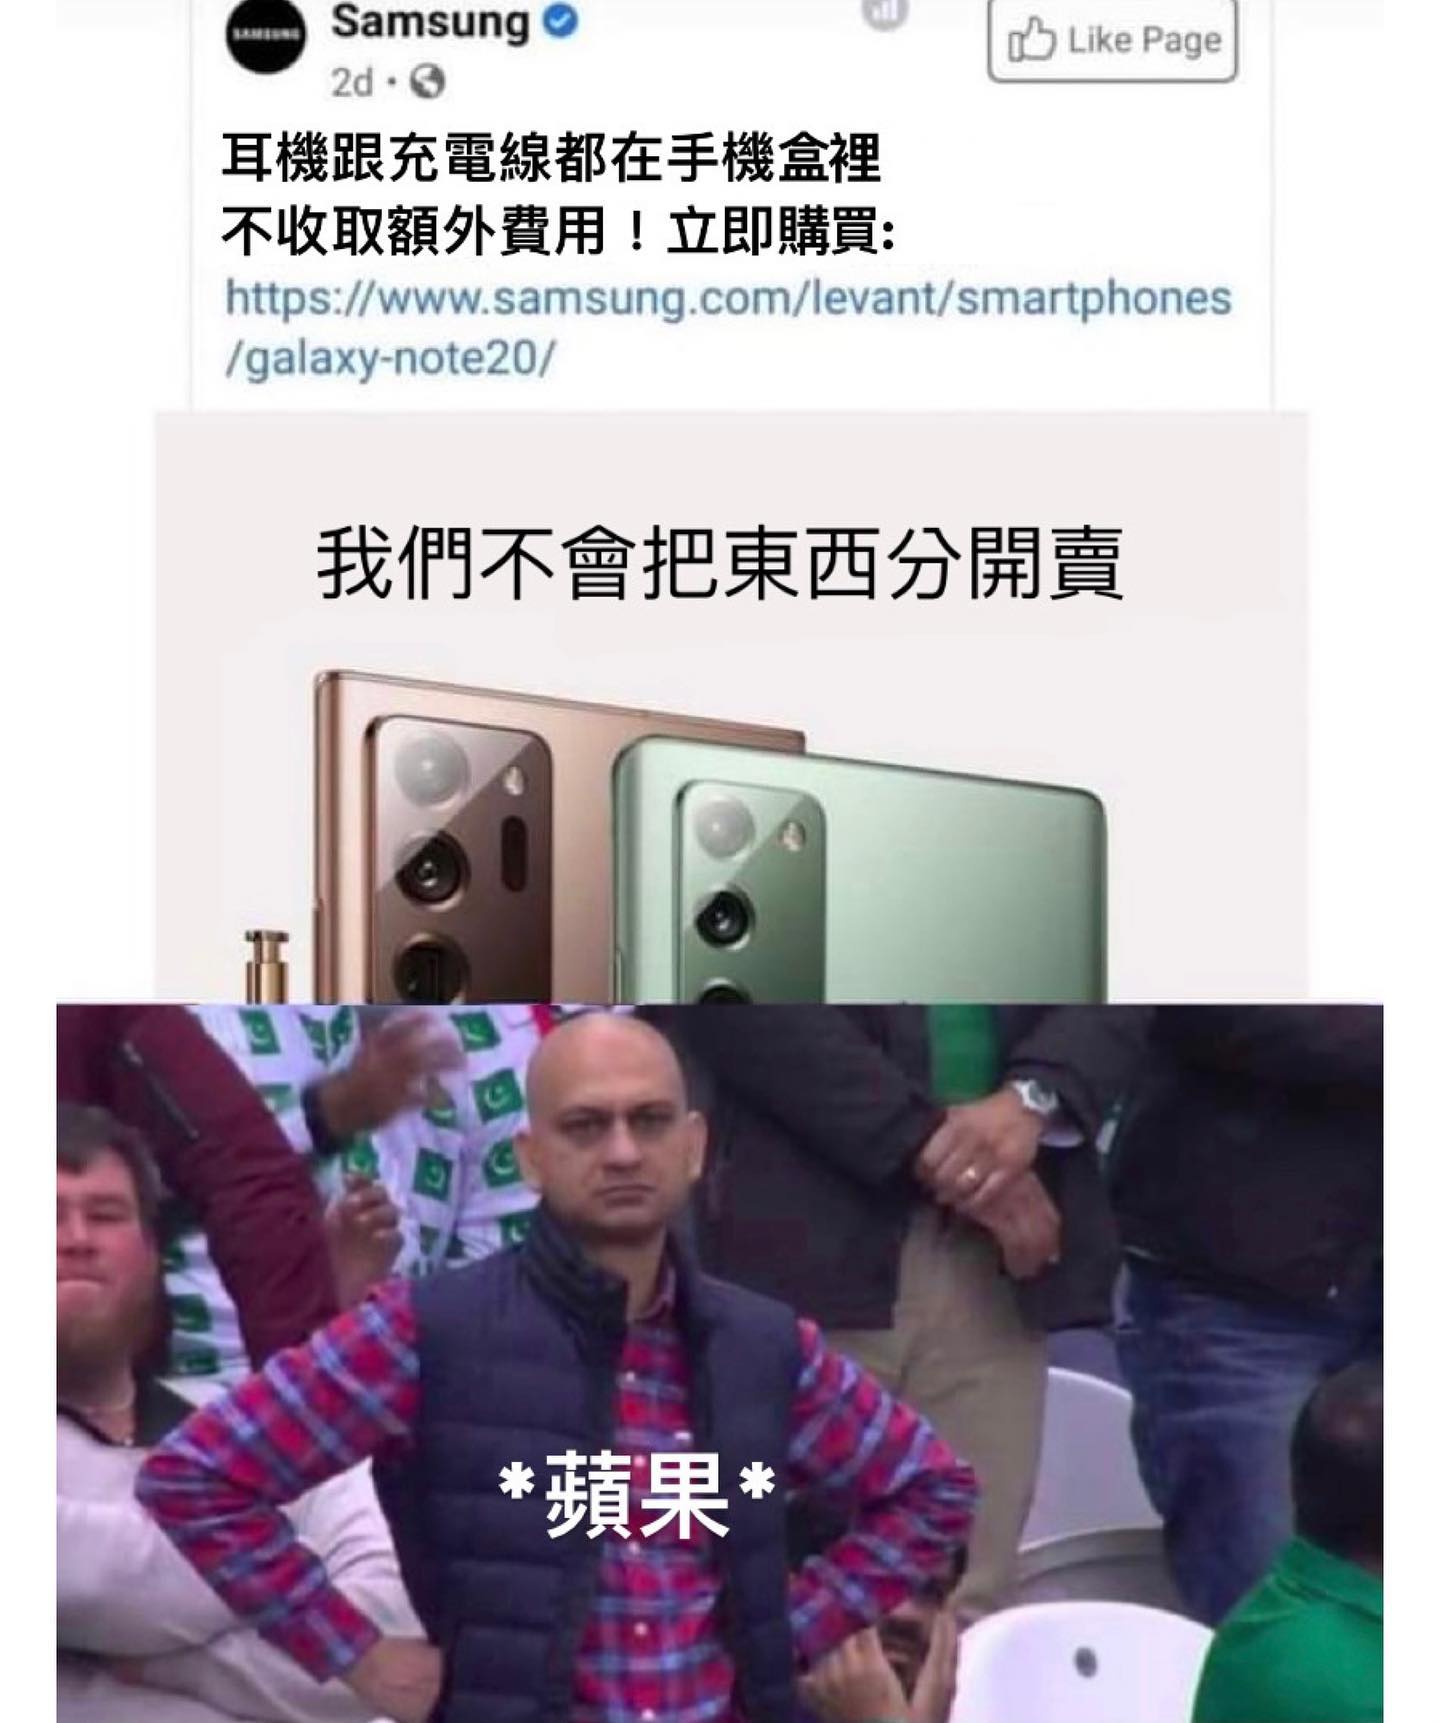 SAMSUNG
Samsung
2d
Like Page
耳機跟充電線都在手機盒裡
不收取額外費用！立即購買:
https://www.samsung.com/levant/smartphones
/galaxy-note20/
我們不會把東西分開賣
*蘋果*